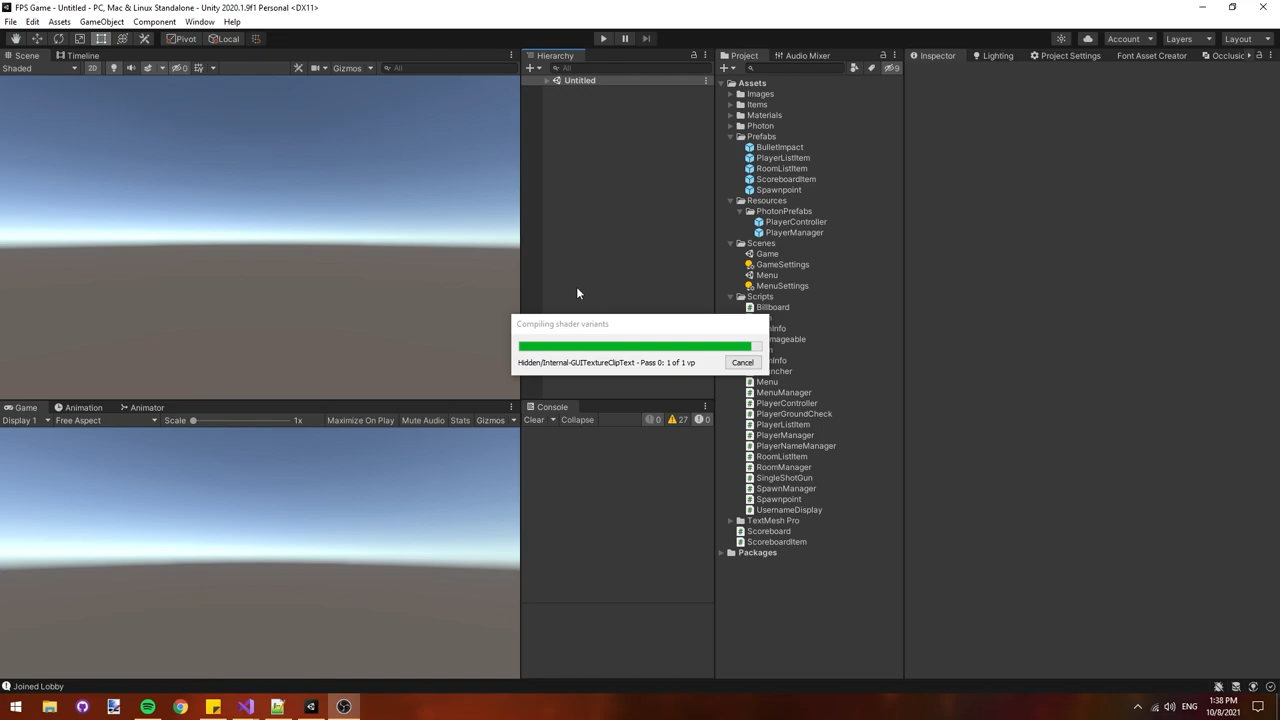 FPS Game - Untitled - PC, Mac & Linux Standalone - Unity 2020.1.9f1 Personal <DX11>
File Edit Assets GameObject Component Window Help
Pivot Local Account Layers Layout
Scene Timeline
Shaded 2D 0 Gizmos All
Hierarchy
All
Untitled
Project Audio Mixer
9
Assets
Images
Items
Materials
Photon
Prefabs
BulletImpact
PlayerListItem
RoomListItem
ScoreboardItem
Spawnpoint
Resources
PhotonPrefabs
PlayerController
PlayerManager
Scenes
Game
GameSettings
Menu
MenuSettings
Scripts
Billboard
Menu
MenuManager
PlayerController
PlayerGroundCheck
PlayerListItem
PlayerManager
PlayerNameManager
RoomListItem
RoomManager
SingleShotGun
SpawnManager
Spawnpoint
UsernameDisplay
TextMesh Pro
Scoreboard
ScoreboardItem
Packages
Inspector Lighting Project Settings Font Asset Creator Occlusic
Compiling shader variants
Hidden/Internal-GUITextureClipText - Pass 0: 1 of 1 vp
Cancel
Game Animation Animator
Display 1 Free Aspect Scale 1x Maximize On Play Mute Audio Stats Gizmos
Console
Clear Collapse 0 27 0
Joined Lobby
ENG
1:38 PM
10/8/2021